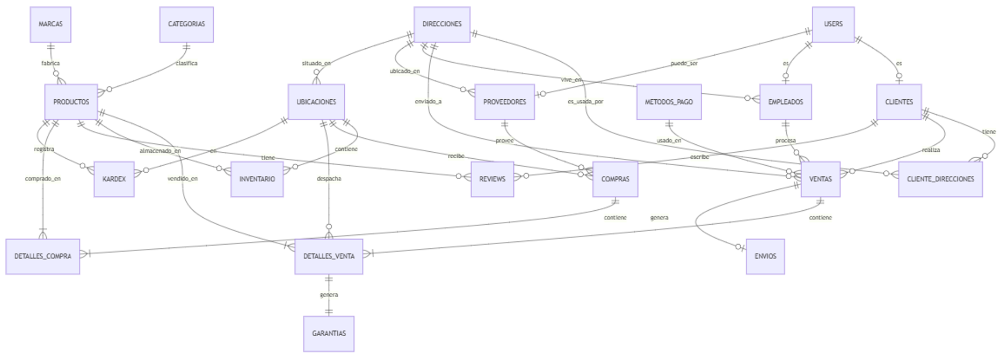 MARCAS
CATEGORIAS
DIRECCIONES
USERS
fabrica
clasifica
situado_en
ubicado_en
puede_ser
es
es
vive_en
PRODUCTOS
UBICACIONES
enviado_a
PROVEEDORES
es_usada_por
METODOS_PAGO
EMPLEADOS
CLIENTES
tiene
registra
almacenado_en
en
contiene
provee
usado_en
procesa
realiza
tiene
recibe
escribe
comprado_en
KARDEX
vendido_en
INVENTARIO
despacha
REVIEWS
COMPRAS
VENTAS
CLIENTE_DIRECCIONES
contiene
genera
contiene
DETALLES_COMPRA
DETALLES_VENTA
ENVIOS
genera
GARANTIAS